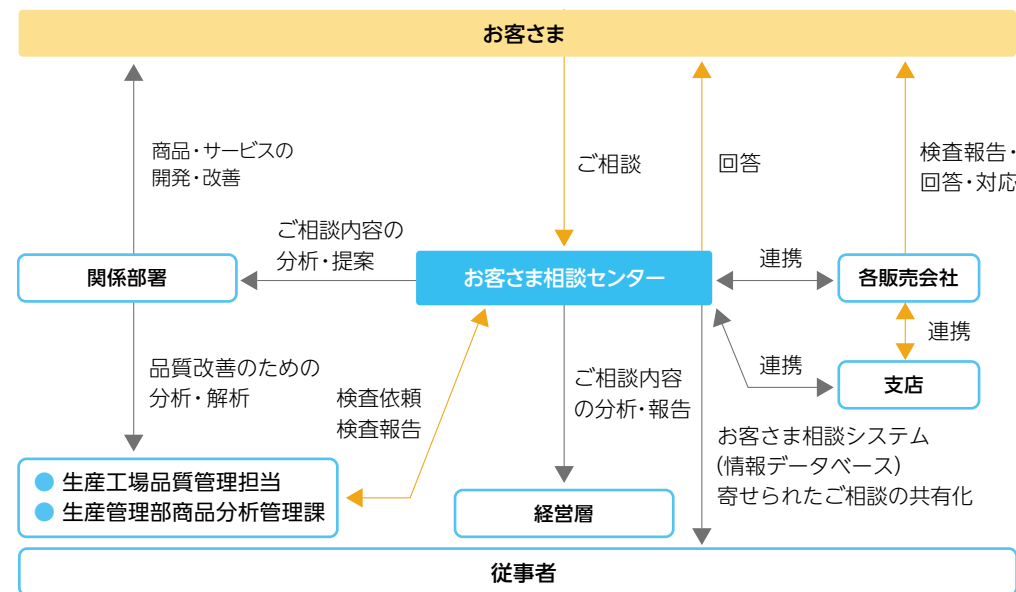 お客さま
商品・サービスの
開発・改善
ご相談
回答
検査報告・
回答・対応
ご相談内容の
分析・提案
関係部署
お客さま相談センター
連携
各販売会社
連携
支店
連携
品質改善のための
分析・解析
検査依頼
検査報告
ご相談内容
の分析・報告
お客さま相談システム
(情報データベース)
寄せられたご相談の共有化
● 生産工場品質管理担当
● 生産管理部商品分析管理課
経営層
従事者